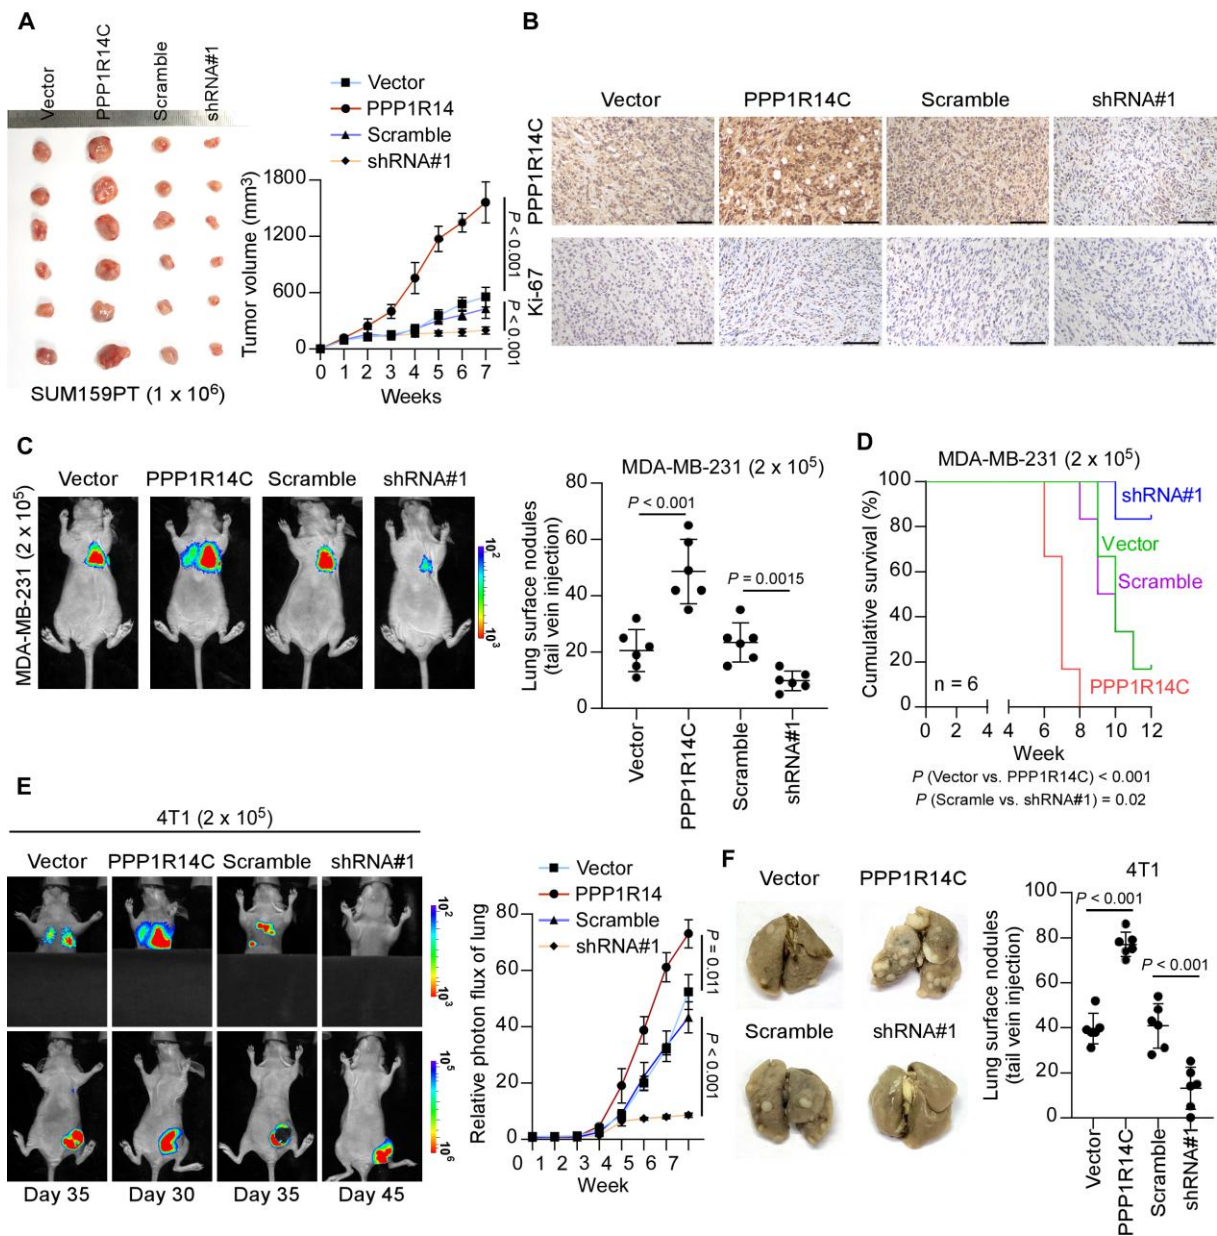 A
Vector
PPP1R14C
Scramble
shRNA#1
SUM159PT (1 x 10⁶)
Vector
PPP1R14
Scramble
shRNA#1
Tumor volume (mm³)
1800
1200
600
0
0 1 2 3 4 5 6 7
Weeks
P < 0.001
P < 0.001
B
Vector PPP1R14C Scramble shRNA#1
PPP1R14C
Ki-67
C
Vector PPP1R14C Scramble shRNA#1
MDA-MB-231 (2 x 10⁵)
10²
10³
MDA-MB-231 (2 x 10⁵)
Lung surface nodules
(tail vein injection)
80
60
40
20
0
P < 0.001
P = 0.0015
Vector
PPP1R14C
Scramble
shRNA#1
D
MDA-MB-231 (2 x 10⁵)
Cumulative survival (%)
100
80
60
40
20
0
shRNA#1
Vector
Scramble
PPP1R14C
n = 6
0 2 4 4 6 8 10 12
Week
P (Vector vs. PPP1R14C) < 0.001
P (Scramle vs. shRNA#1) = 0.02
E
4T1 (2 x 10⁵)
Vector PPP1R14C Scramble shRNA#1
10²
10³
10⁵
10⁶
Day 35 Day 30 Day 35 Day 45
Vector
PPP1R14
Scramble
shRNA#1
Relative photon flux of lung
80
60
40
20
0
0 1 2 3 4 5 6 7
Week
P = 0.011
P < 0.001
F
Vector PPP1R14C
Scramble shRNA#1
4T1
Lung surface nodules
(tail vein injection)
100
80
60
40
20
0
P < 0.001
P < 0.001
Vector
PPP1R14C
Scramble
shRNA#1